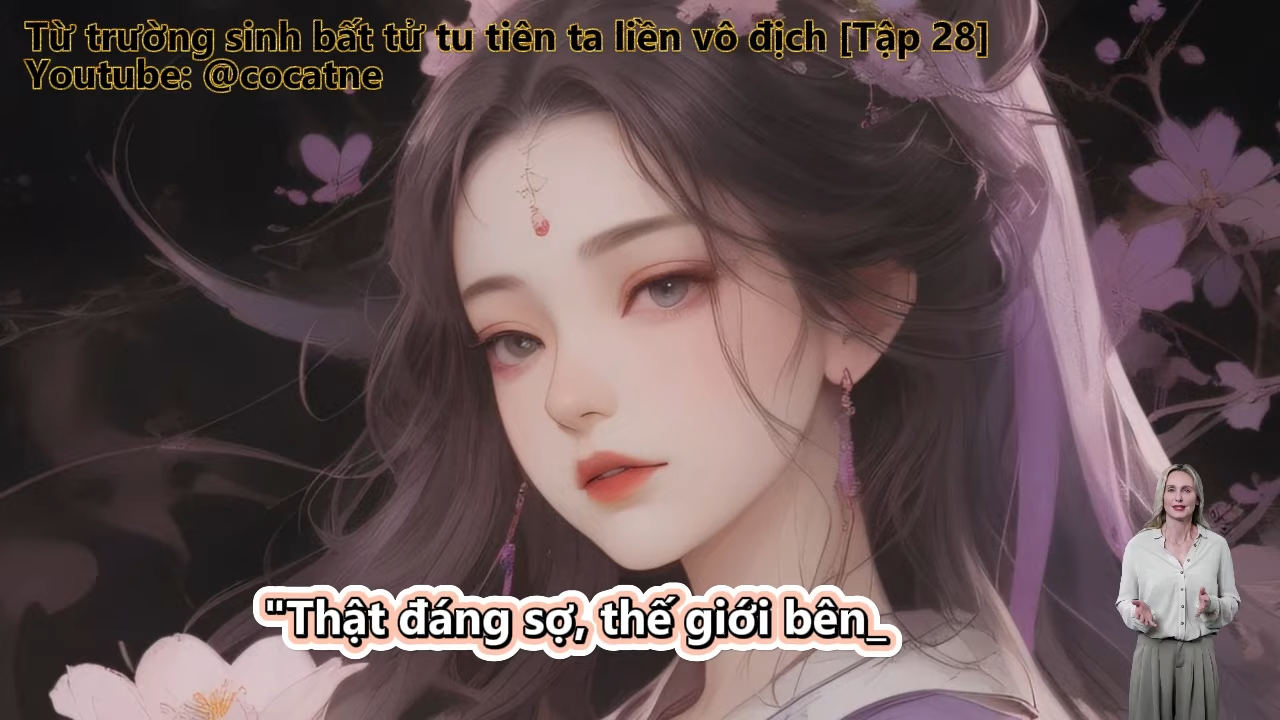 Từ trường sinh bất tử tu tiên ta liền vô địch [Tập 28]
Youtube: @cocatne
"Thật đáng sợ, thế giới bên_